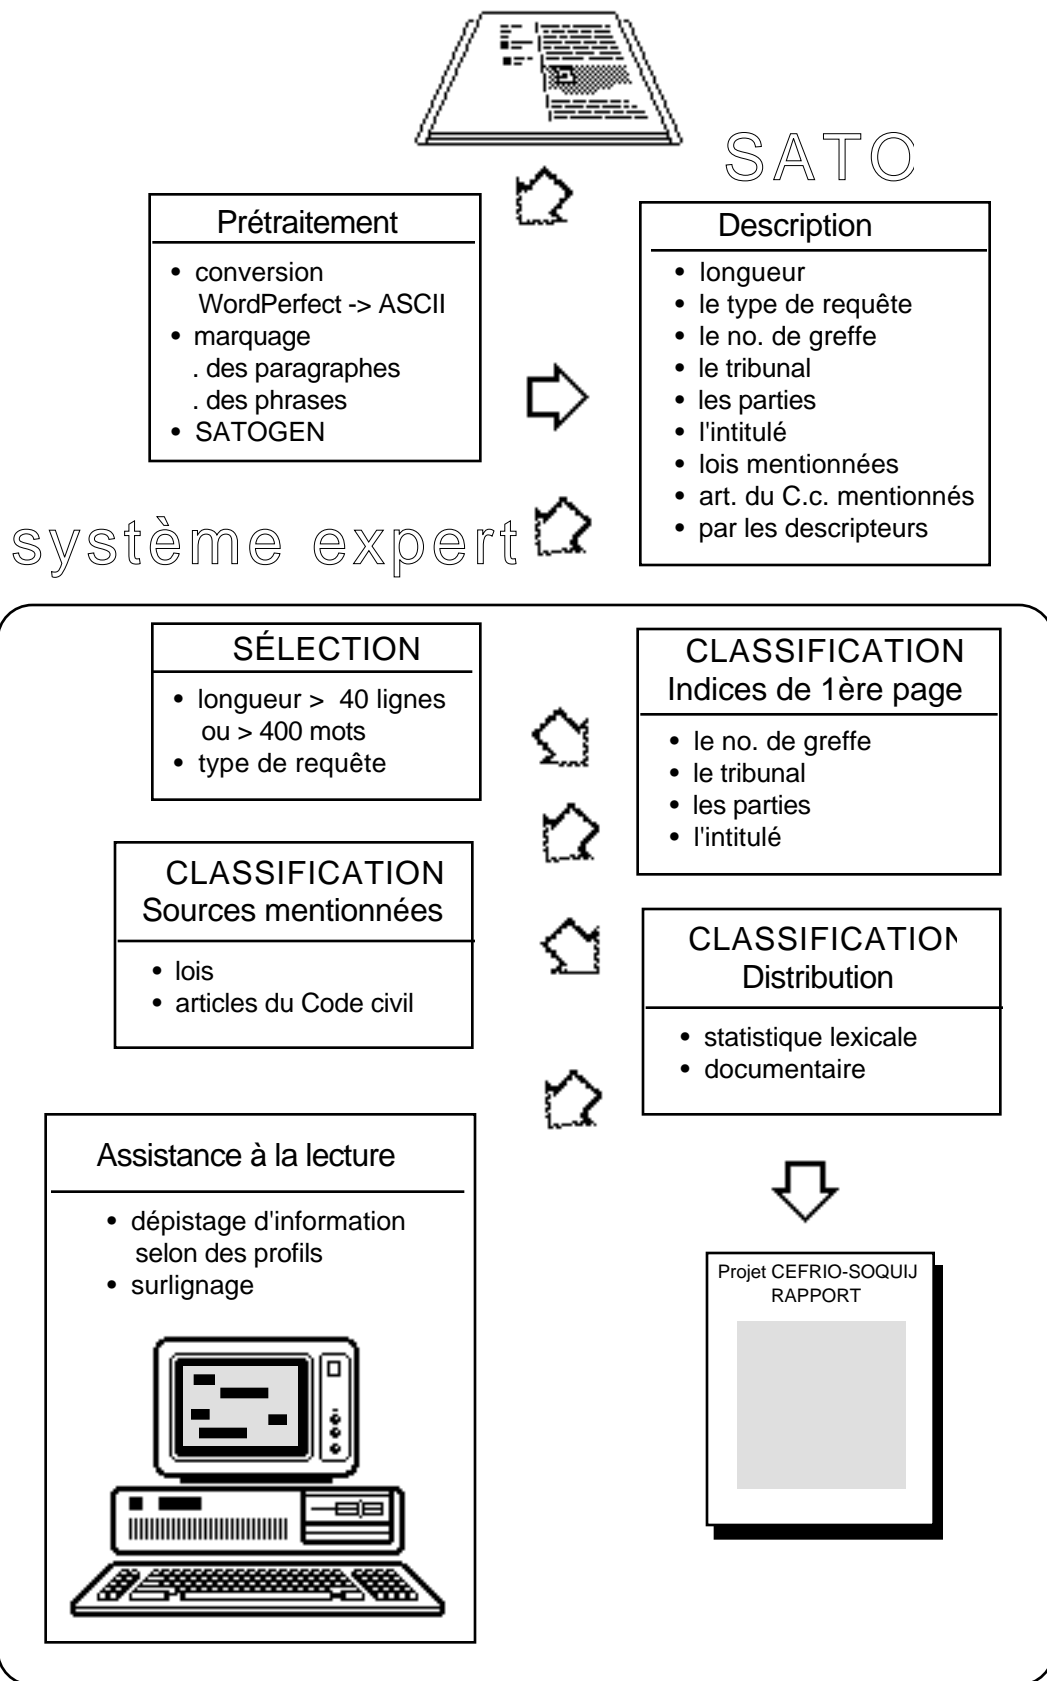 SATO
Prétraitement
• conversion
WordPerfect -> ASCII
• marquage
. des paragraphes
. des phrases
• SATOGEN
Description
• longueur
• le type de requête
• le no. de greffe
• le tribunal
• les parties
• l'intitulé
• lois mentionnées
• art. du C.c. mentionnés
• par les descripteurs
système expert
SÉLECTION
• longueur > 40 lignes
ou > 400 mots
• type de requête
CLASSIFICATION
Indices de 1ère page
• le no. de greffe
• le tribunal
• les parties
• l'intitulé
CLASSIFICATION
Sources mentionnées
• lois
• articles du Code civil
CLASSIFICATION
Distribution
• statistique lexicale
• documentaire
Assistance à la lecture
• dépistage d'information
selon des profils
• surlignage
Projet CEFRIO-SOQUIJ
RAPPORT